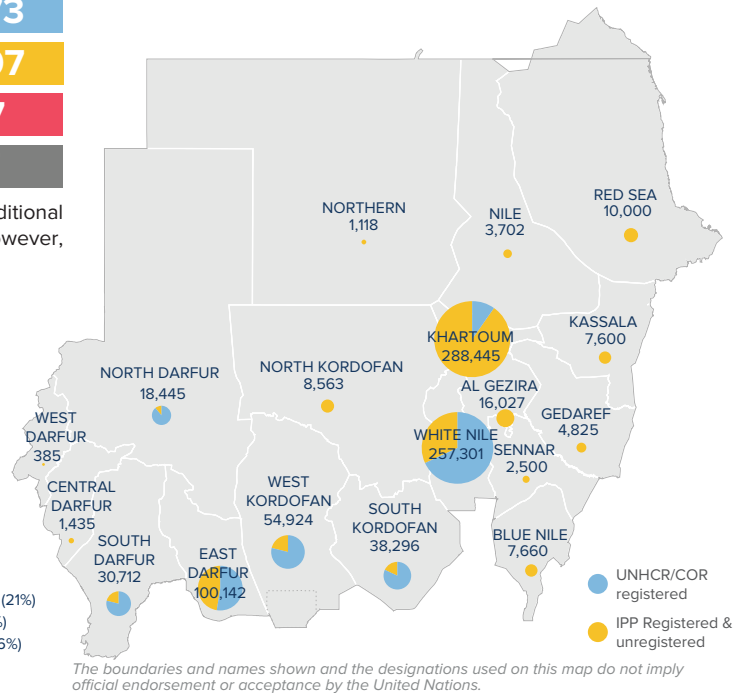 73
07
7
ditional
owever,
NORTHERN
1,118
NILE
3,702
RED SEA
10,000
KHARTOUM
288,445
KASSALA
7,600
NORTH DARFUR
18,445
NORTH KORDOFAN
8,563
AL GEZIRA
16,027
GEDAREF
4,825
WEST
DARFUR
385
WHITE NILE
257,301
SENNAR
2,500
CENTRAL
DARFUR
1,435
WEST
KORDOFAN
54,924
SOUTH
KORDOFAN
38,296
SOUTH
DARFUR
30,712
EAST
DARFUR
100,142
BLUE NILE
7,660
(21%)
%)
6%)
UNHCR/COR
registered
IPP Registered &
unregistered
The boundaries and names shown and the designations used on this map do not imply
official endorsement or acceptance by the United Nations.